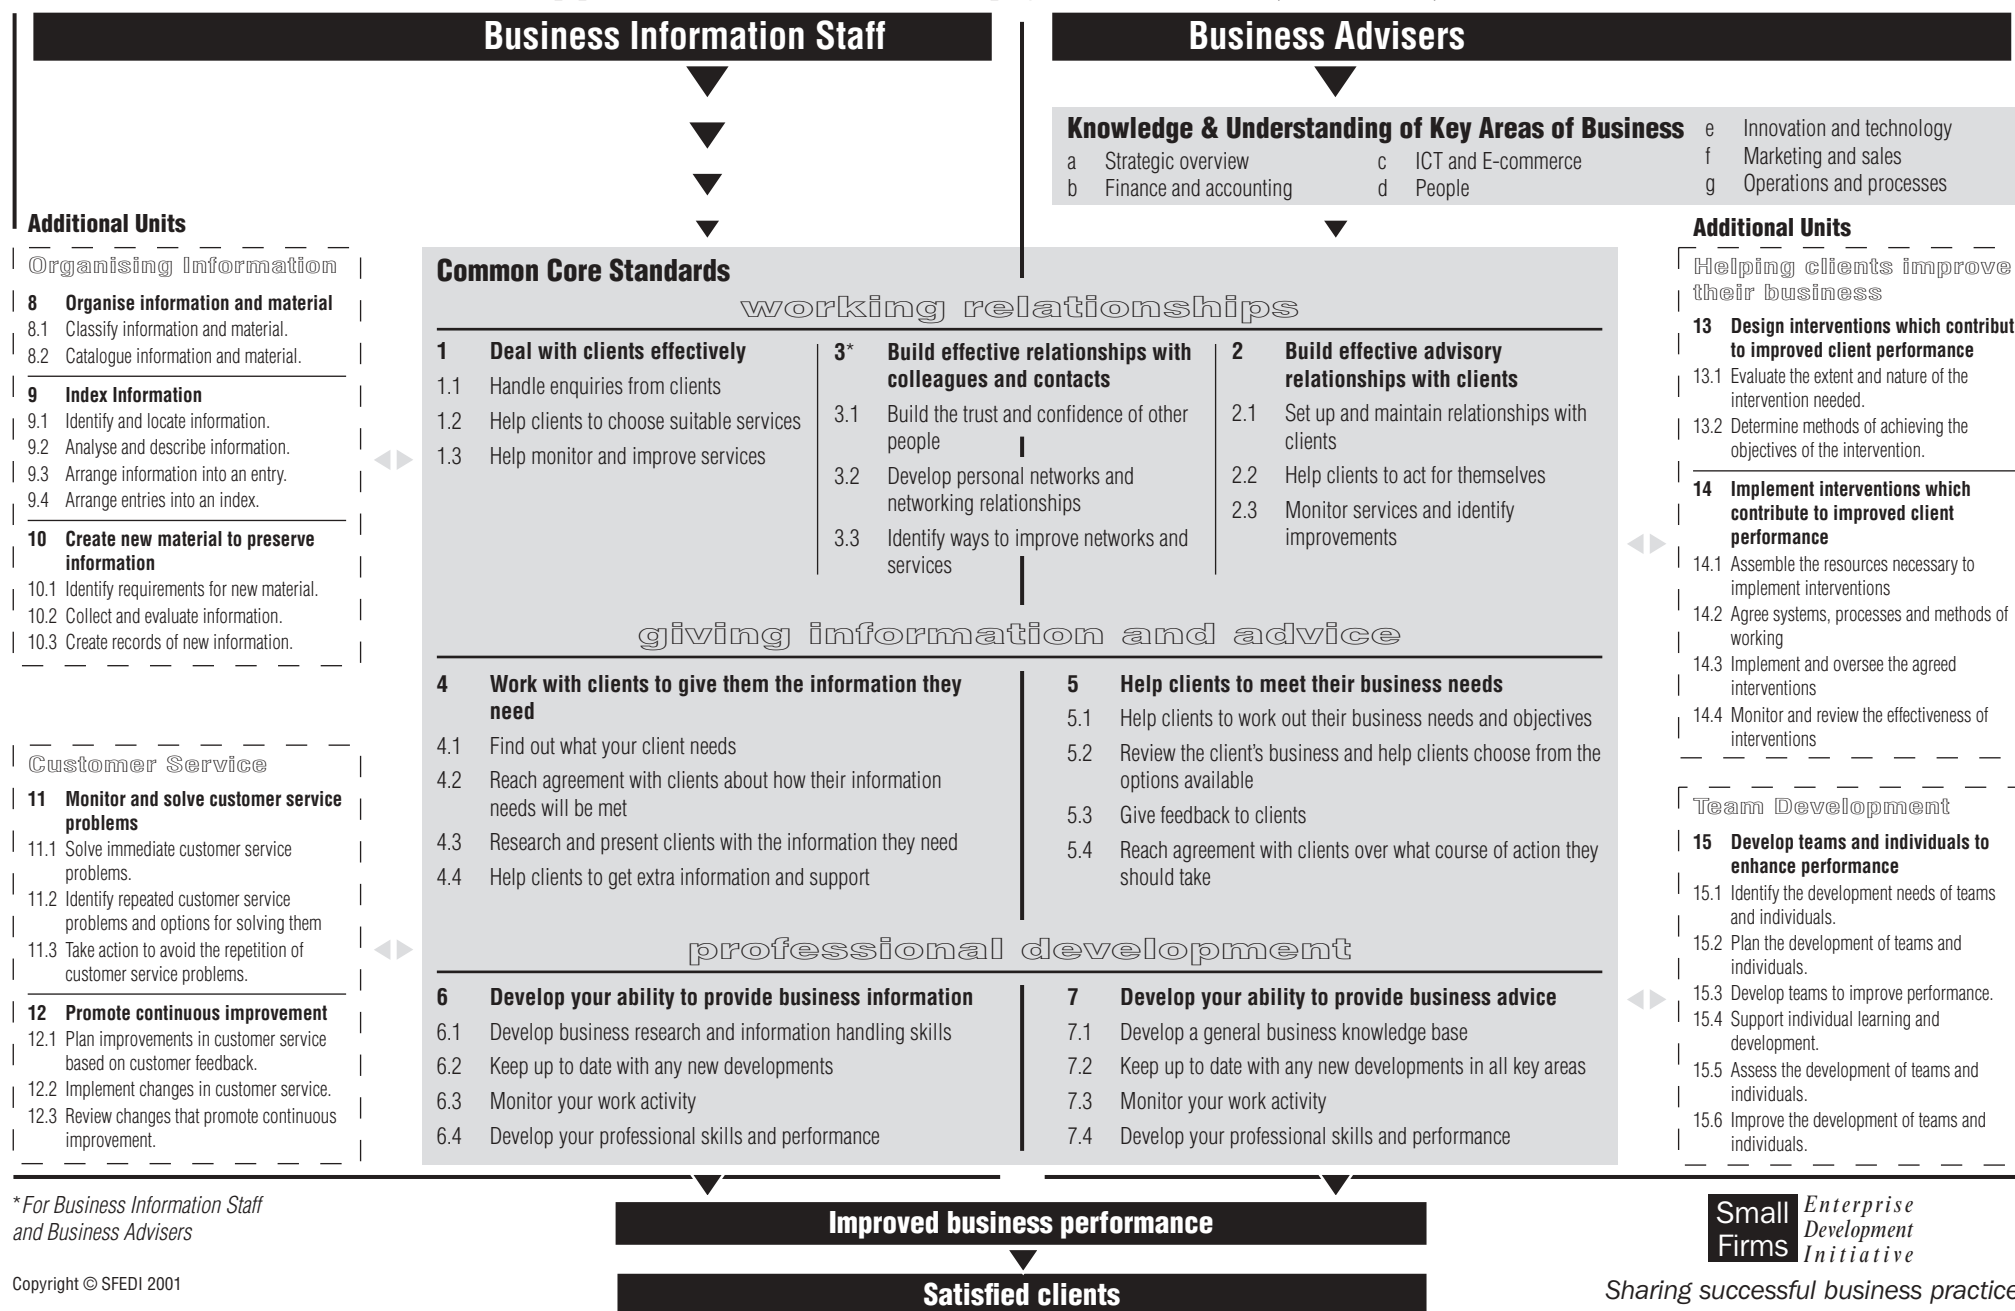 Business Information Staff
Business Advisers
Knowledge & Understanding of Key Areas of Business
a Strategic overview
b Finance and accounting
c ICT and E-commerce
d People
e Innovation and technology
f Marketing and sales
g Operations and processes
Additional Units
Organising Information
8 Organise information and material
8.1 Classify information and material.
8.2 Catalogue information and material.
9 Index Information
9.1 Identify and locate information.
9.2 Analyse and describe information.
9.3 Arrange information into an entry.
9.4 Arrange entries into an index.
10 Create new material to preserve
information
10.1 Identify requirements for new material.
10.2 Collect and evaluate information.
10.3 Create records of new information.
Customer Service
11 Monitor and solve customer service
problems
11.1 Solve immediate customer service
problems.
11.2 Identify repeated customer service
problems and options for solving them
11.3 Take action to avoid the repetition of
customer service problems.
12 Promote continuous improvement
12.1 Plan improvements in customer service
based on customer feedback.
12.2 Implement changes in customer service.
12.3 Review changes that promote continuous
improvement.
Common Core Standards
working relationships
1 Deal with clients effectively
1.1 Handle enquiries from clients
1.2 Help clients to choose suitable services
1.3 Help monitor and improve services
3* Build effective relationships with
colleagues and contacts
3.1 Build the trust and confidence of other
people
3.2 Develop personal networks and
networking relationships
3.3 Identify ways to improve networks and
services
2 Build effective advisory
relationships with clients
2.1 Set up and maintain relationships with
clients
2.2 Help clients to act for themselves
2.3 Monitor services and identify
improvements
giving information and advice
4 Work with clients to give them the information they
need
4.1 Find out what your client needs
4.2 Reach agreement with clients about how their information
needs will be met
4.3 Research and present clients with the information they need
4.4 Help clients to get extra information and support
5 Help clients to meet their business needs
5.1 Help clients to work out their business needs and objectives
5.2 Review the client's business and help clients choose from the
options available
5.3 Give feedback to clients
5.4 Reach agreement with clients over what course of action they
should take
professional development
6 Develop your ability to provide business information
6.1 Develop business research and information handling skills
6.2 Keep up to date with any new developments
6.3 Monitor your work activity
6.4 Develop your professional skills and performance
7 Develop your ability to provide business advice
7.1 Develop a general business knowledge base
7.2 Keep up to date with any new developments in all key areas
7.3 Monitor your work activity
7.4 Develop your professional skills and performance
Additional Units
Helping clients improve
their business
13 Design interventions which contribut
to improved client performance
13.1 Evaluate the extent and nature of the
intervention needed.
13.2 Determine methods of achieving the
objectives of the intervention.
14 Implement interventions which
contribute to improved client
performance
14.1 Assemble the resources necessary to
implement interventions
14.2 Agree systems, processes and methods of
working
14.3 Implement and oversee the agreed
interventions
14.4 Monitor and review the effectiveness of
interventions
Team Development
15 Develop teams and individuals to
enhance performance
15.1 Identify the development needs of teams
and individuals.
15.2 Plan the development of teams and
individuals.
15.3 Develop teams to improve performance.
15.4 Support individual learning and
development.
15.5 Assess the development of teams and
individuals.
15.6 Improve the development of teams and
individuals.
*For Business Information Staff
and Business Advisers
Copyright © SFEDI 2001
Improved business performance
Satisfied clients
Small
Firms
Enterprise
Development
Initiative
Sharing successful business practice